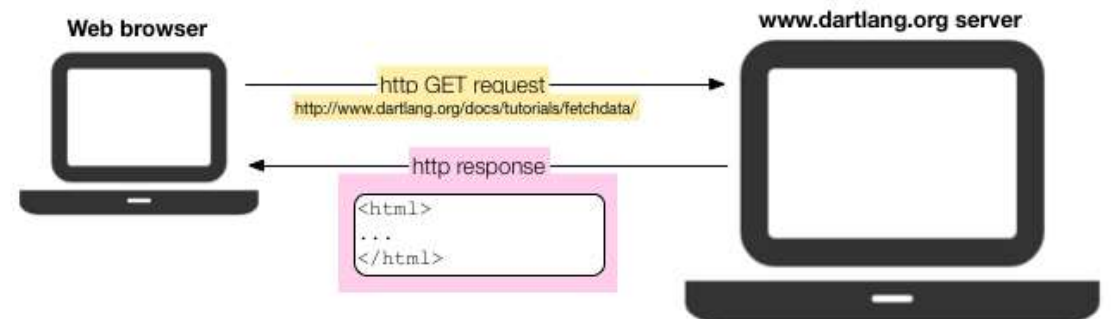 Web browser
www.dartlang.org server
http GET request
http://www.dartlang.org/docs/tutorials/fetchdata/
http response
<html>
...
</html>